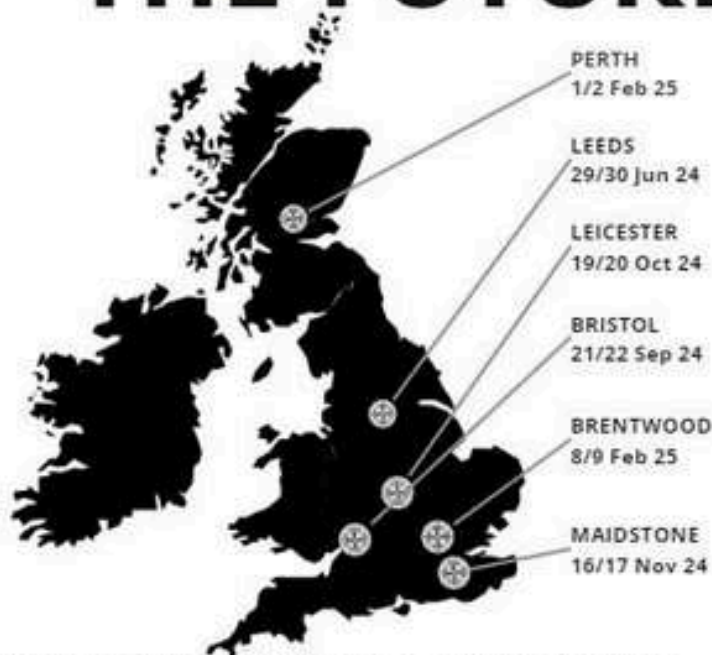 PERTH
1/2 Feb 25
LEEDS
29/30 Jun 24
LEICESTER
19/20 Oct 24
BRISTOL
21/22 Sep 24
BRENTWOOD
8/9 Feb 25
MAIDSTONE
16/17 Nov 24